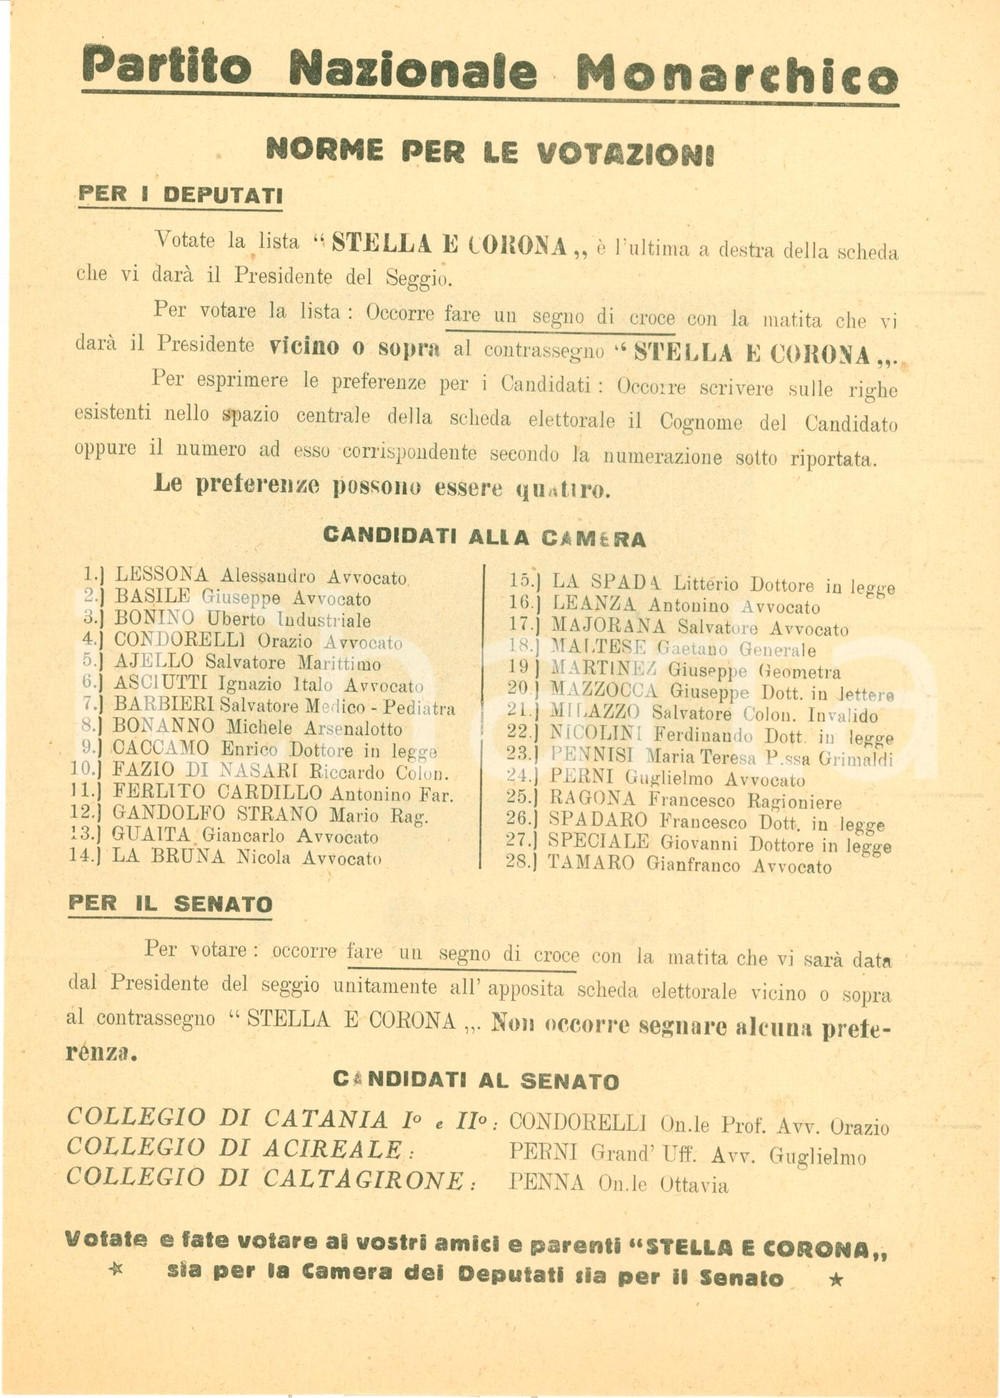 Partito Nazionale Monarchico
NORME PER LE VOTAZIONI
PER I DEPUTATI
Votate la lista “ STELLA E CORONA „ è l'ultima a destra della scheda
che vi darà il Presidente del Seggio.
Per votare la lista : Occorre fare un segno di croce con la matita che vi
darà il Presidente vicino o sopra al contrassegno “ STELLA E CORONA „.
Per esprimere le preferenze per i Candidati : Occorre scrivere sulle righe
esistenti nello spazio centrale della scheda elettorale il Cognome del Candidato
oppure il numero ad esso corrispondente secondo la numerazione sotto riportata.
Le preferenze possono essere quattro.
CANDIDATI ALLA CAMERA
1.) LESSONA Alessandro Avvocato
2.) BASILE Giuseppe Avvocato
3.) BONINO Uberto Industriale
4.) CONDORELLI Orazio Avvocato
5.) AJELLO Salvatore Marittimo
6.) ASCIUTTI Ignazio Italo Avvocato
7.) BARBIERI Salvatore Medico - Pediatra
8.) BONANNO Michele Arsenalotto
9.) CACCAMO Enrico Dottore in legge
10.) FAZIO DI NASARI Riccardo Colon.
11.) FERLITO CARDILLO Antonino Far.
12.) GANDOLFO STRANO Mario Rag.
13.) GUAITA Giancarlo Avvocato
14.) LA BRUNA Nicola Avvocato
15.) LA SPADA Litterio Dottore in legge
16.) LEANZA Antonino Avvocato
17.) MAJORANA Salvatore Avvocato
18.) MALTESE Gaetano Generale
19 ) MARTINEZ Giuseppe Geometra
20.) MAZZOCCA Giuseppe Dott. in lettere
21.) MILAZZO Salvatore Colon. Invalido
22.) NICOLINI Ferdinando Dott. in legge
23.) PENNISI Maria Teresa P.ssa Grimaldi
24.) PERNI Guglielmo Avvocato
25.) RAGONA Francesco Ragioniere
26.) SPADARO Francesco Dott. in legge
27.) SPECIALE Giovanni Dottore in legge
28.) TAMARO Gianfranco Avvocato
PER IL SENATO
Per votare : occorre fare un segno di croce con la matita che vi sarà data
dal Presidente del seggio unitamente all' apposita scheda elettorale vicino o sopra
al contrassegno “ STELLA E CORONA „. Non occorre segnare alcuna prefe-
renza.
CANDIDATI AL SENATO
COLLEGIO DI CATANIA Iº e IIº : CONDORELLI On.le Prof. Avv. Orazio
COLLEGIO DI ACIREALE : PERNI Grand' Uff. Avv. Guglielmo
COLLEGIO DI CALTAGIRONE : PENNA On.le Ottavia
Votate e fate votare ai vostri amici e parenti “STELLA E CORONA„
★ sia per la Camera dei Deputati sia per il Senato ★